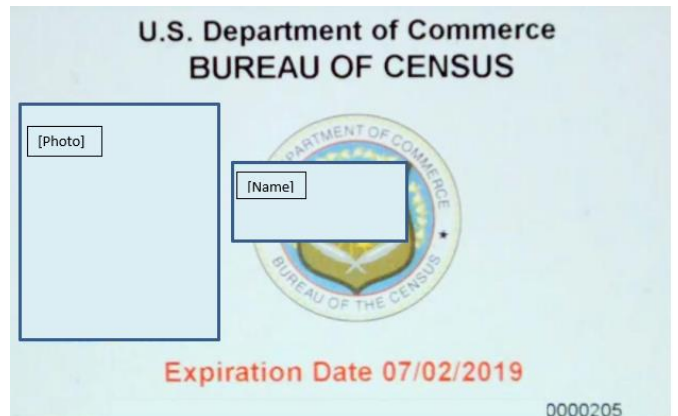 U.S. Department of Commerce
BUREAU OF CENSUS
[Photo]
[Name]
ARTMENT OF COMMERCE
BUREAU OF THE CENSUS
Expiration Date 07/02/2019
0000205